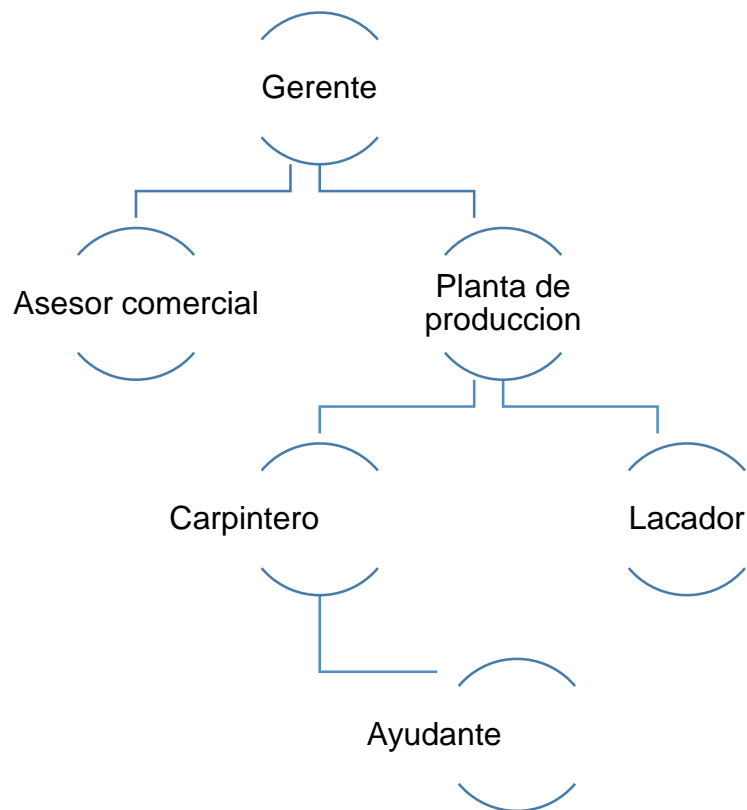 Gerente
Asesor comercial
Planta de
produccion
Carpintero
Lacador
Ayudante